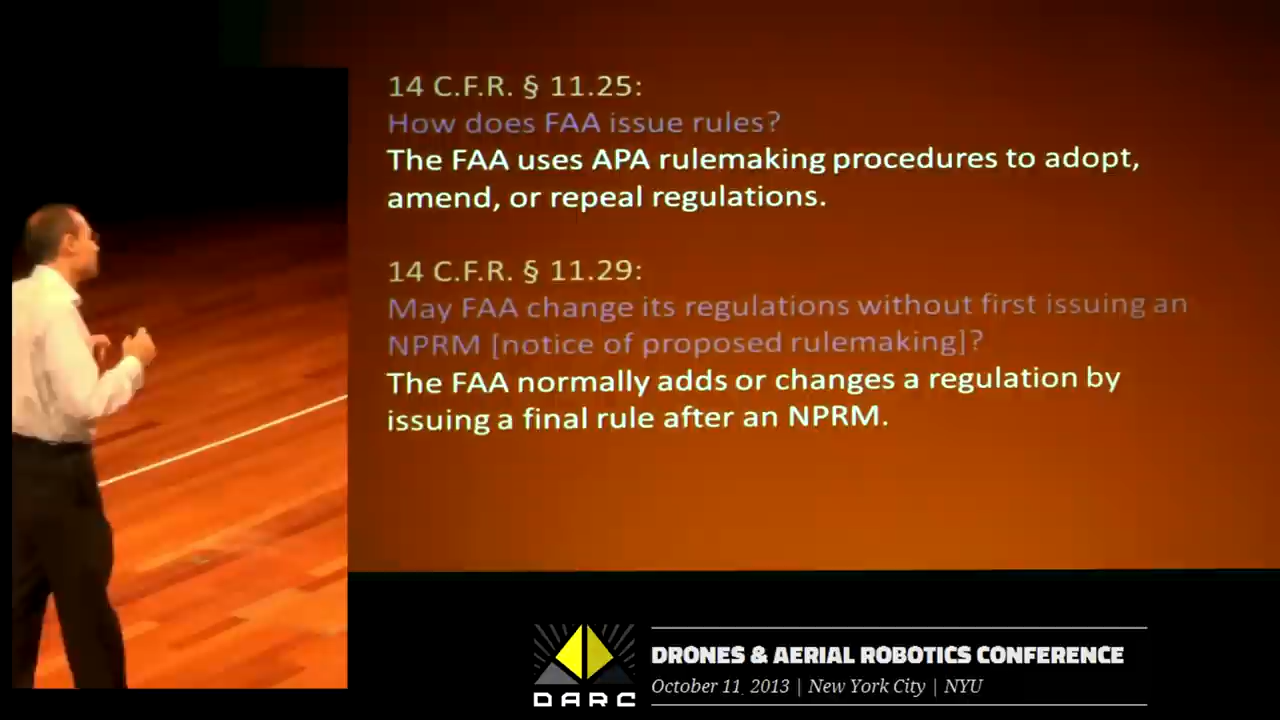 14 C.F.R. § 11.25:
How does FAA issue rules?
The FAA uses APA rulemaking procedures to adopt,
amend, or repeal regulations.
14 C.F.R. § 11.29:
May FAA change its regulations without first issuing an
NPRM [notice of proposed rulemaking]?
The FAA normally adds or changes a regulation by
issuing a final rule after an NPRM.
DARC
DRONES & AERIAL ROBOTICS CONFERENCE
October 11, 2013 | New York City | NYU